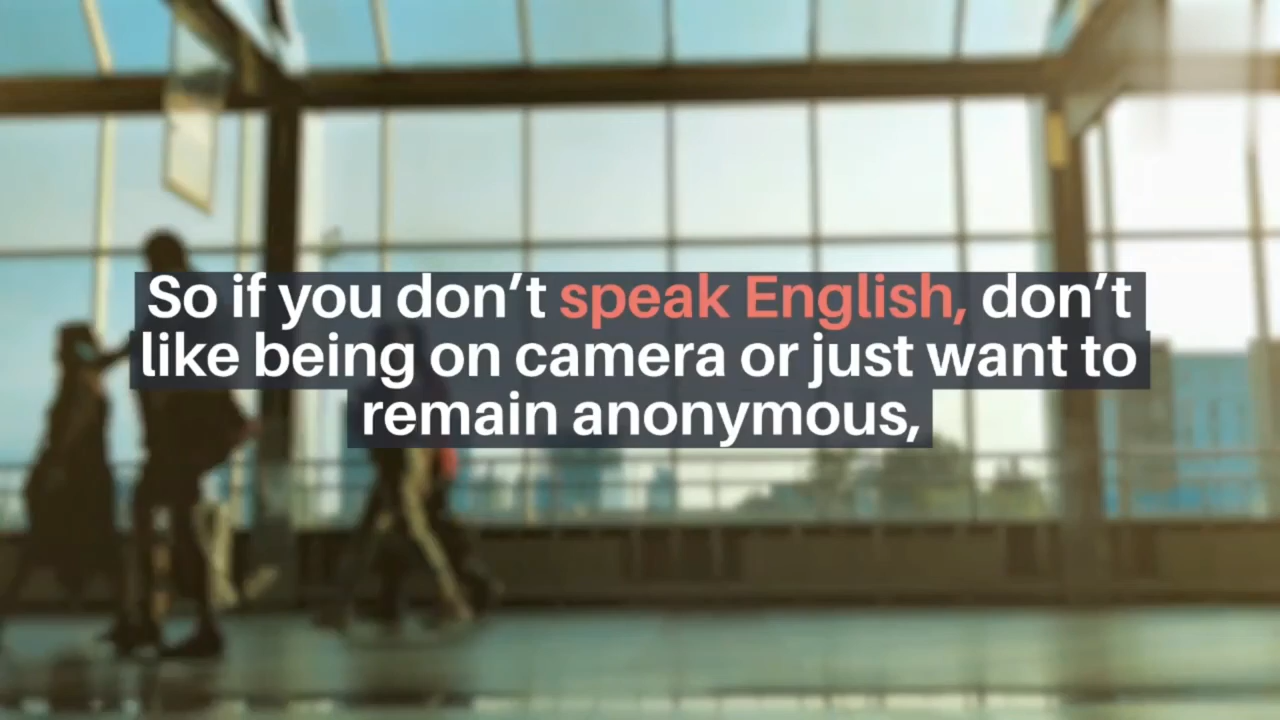 So if you don’t speak English, don’t
like being on camera or just want to
remain anonymous,